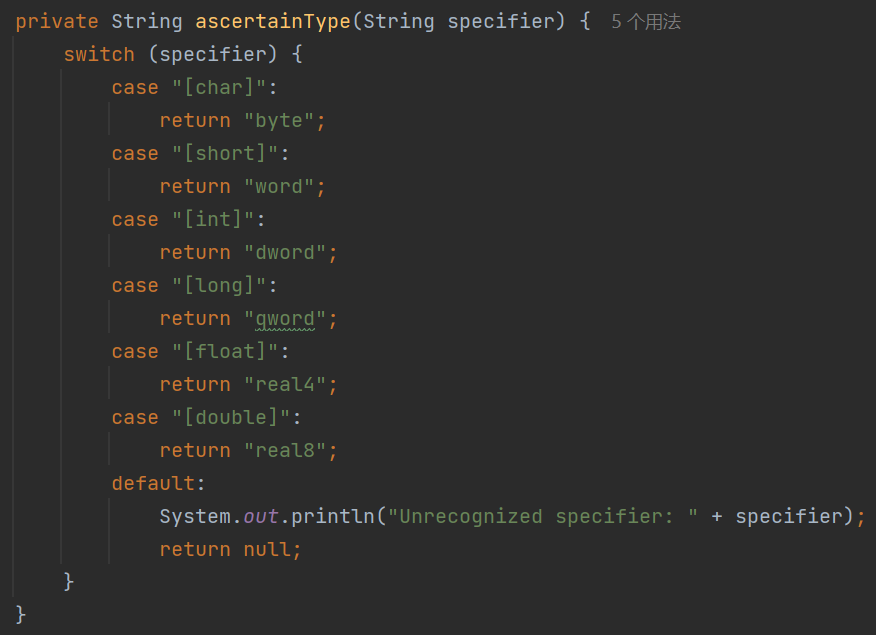 private String ascertainType(String specifier) { 5个用法
    switch (specifier) {
        case "[char]":
            return "byte";
        case "[short]":
            return "word";
        case "[int]":
            return "dword";
        case "[long]":
            return "qword";
        case "[float]":
            return "real4";
        case "[double]":
            return "real8";
        default:
            System.out.println("Unrecognized specifier: " + specifier);
            return null;
    }
}